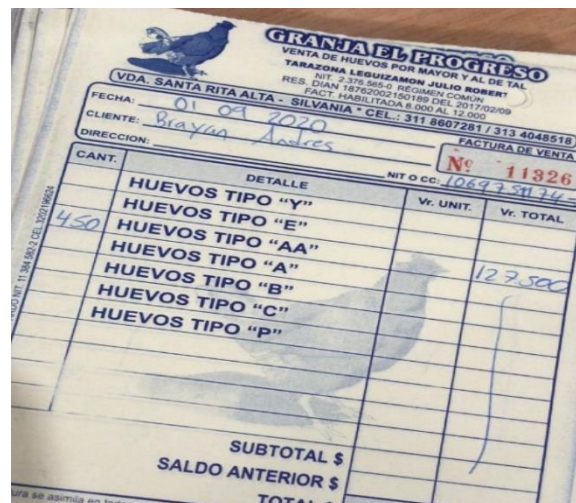 GRANJA EL PROGRESO
VENTA DE HUEVOS POR MAYOR Y AL DE TAL
TARAZONA LEGUIZAMON JULIO ROBERT
NIT. 2.376.565-0 REGIMEN COMÚN
RES. DIAN 18762002150189 DEL 2017/02/09
FACT. HABILITADA 8.000 AL 12.000
VDA. SANTA RITA ALTA - SILVANIA * CEL.: 311 8607281 / 313 4048518
FECHA: 01 09 2020
FACTURA DE VENTA
CLIENTE: Brayan Andres
Nº 11326
DIRECCION:
NIT O CC:
CANT. DETALLE Vr. UNIT. Vr. TOTAL
HUEVOS TIPO "Y"
HUEVOS TIPO "E"
450 HUEVOS TIPO "AA" 127.500
HUEVOS TIPO "A"
HUEVOS TIPO "B"
HUEVOS TIPO "C"
HUEVOS TIPO "P"
SUBTOTAL $
SALDO ANTERIOR $
TOTAL $